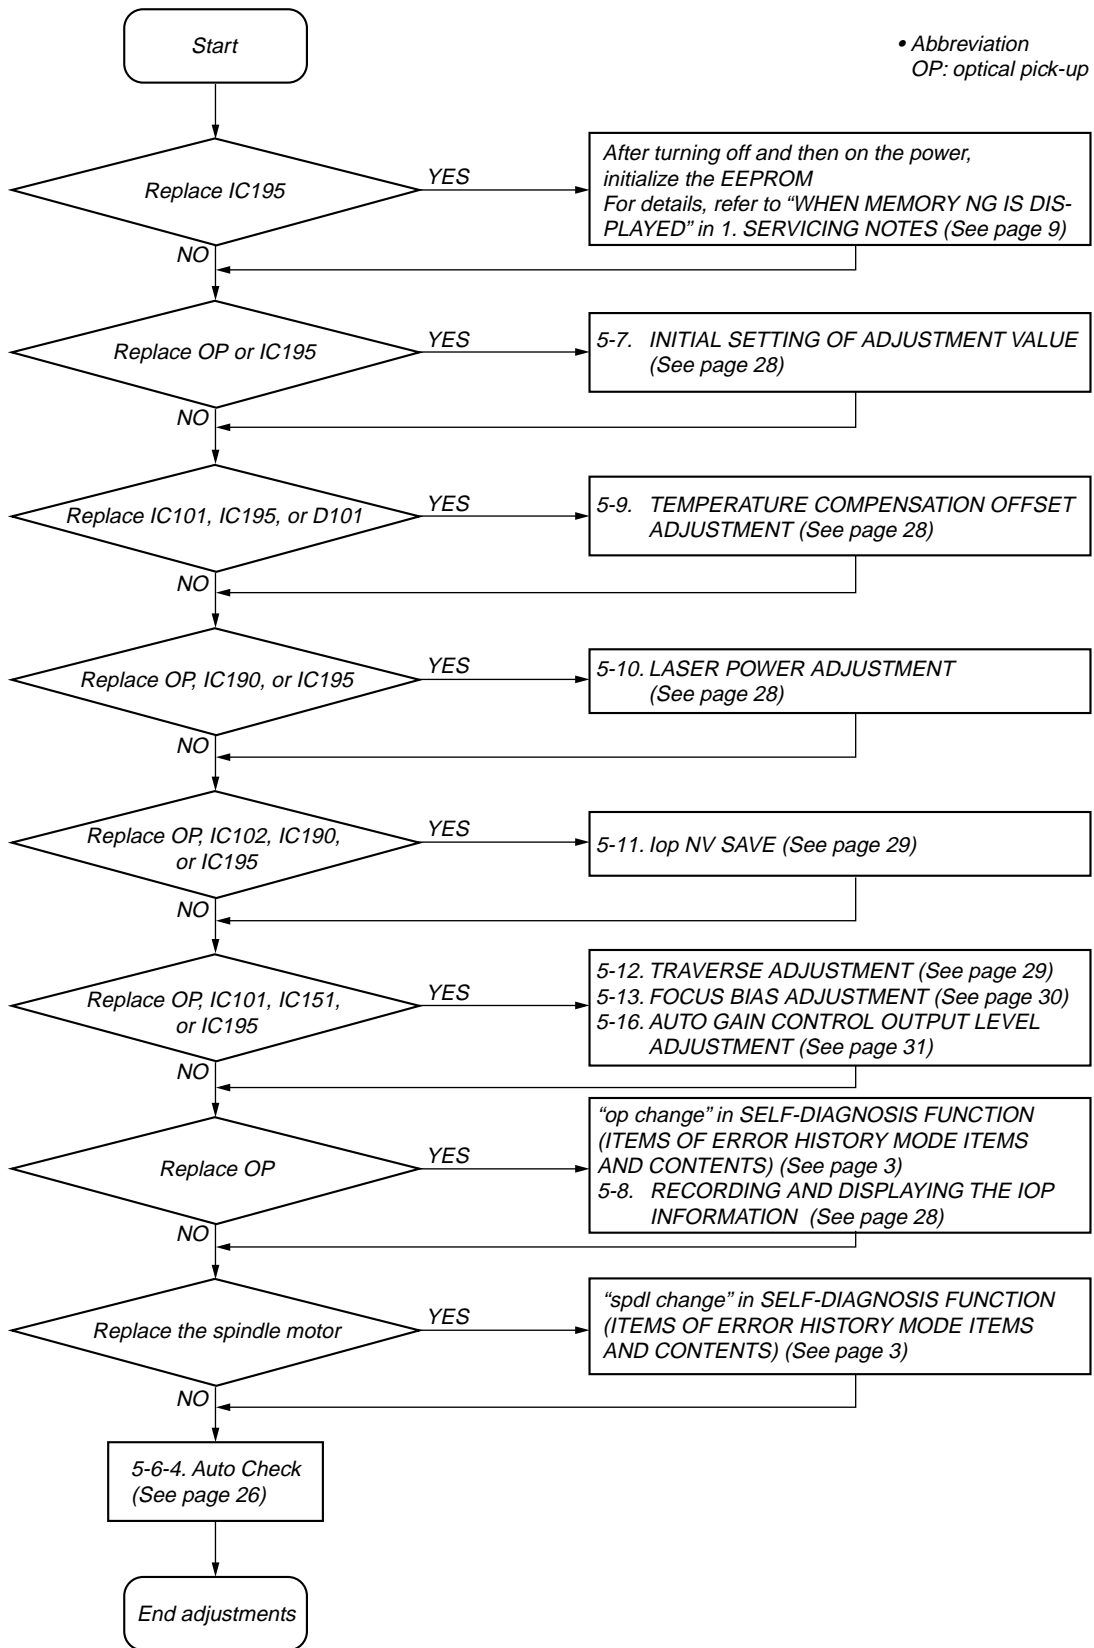 Start
• Abbreviation
OP: optical pick-up
Replace IC195
YES
After turning off and then on the power,
initialize the EEPROM
For details, refer to “WHEN MEMORY NG IS DIS-
PLAYED” in 1. SERVICING NOTES (See page 9)
NO
Replace OP or IC195
YES
5-7. INITIAL SETTING OF ADJUSTMENT VALUE
(See page 28)
NO
Replace IC101, IC195, or D101
YES
5-9. TEMPERATURE COMPENSATION OFFSET
ADJUSTMENT (See page 28)
NO
Replace OP, IC190, or IC195
YES
5-10. LASER POWER ADJUSTMENT
(See page 28)
NO
Replace OP, IC102, IC190,
or IC195
YES
5-11. Iop NV SAVE (See page 29)
NO
Replace OP, IC101, IC151,
or IC195
YES
5-12. TRAVERSE ADJUSTMENT (See page 29)
5-13. FOCUS BIAS ADJUSTMENT (See page 30)
5-16. AUTO GAIN CONTROL OUTPUT LEVEL
ADJUSTMENT (See page 31)
NO
Replace OP
YES
“op change” in SELF-DIAGNOSIS FUNCTION
(ITEMS OF ERROR HISTORY MODE ITEMS
AND CONTENTS) (See page 3)
5-8. RECORDING AND DISPLAYING THE IOP
INFORMATION (See page 28)
NO
Replace the spindle motor
YES
“spdl change” in SELF-DIAGNOSIS FUNCTION
(ITEMS OF ERROR HISTORY MODE ITEMS
AND CONTENTS) (See page 3)
NO
5-6-4. Auto Check
(See page 26)
End adjustments